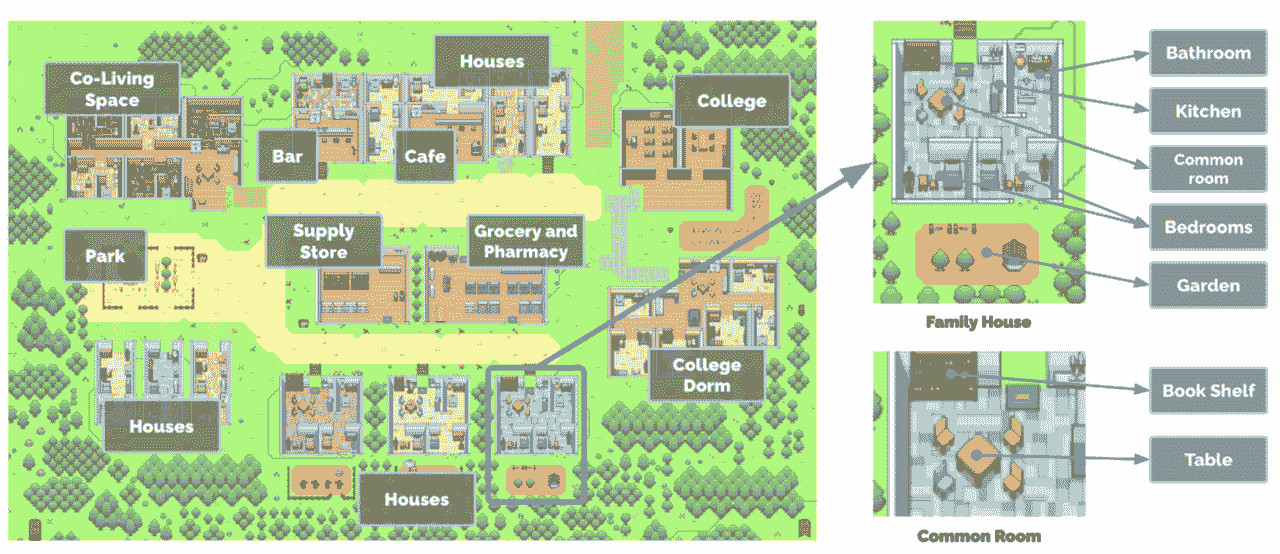 Co-Living
Space
Houses
College
Bar
Cafe
Park
Supply
Store
Grocery and
Pharmacy
College
Dorm
Houses
Houses
Bathroom
Kitchen
Common
room
Bedrooms
Garden
Family House
Book Shelf
Table
Common Room